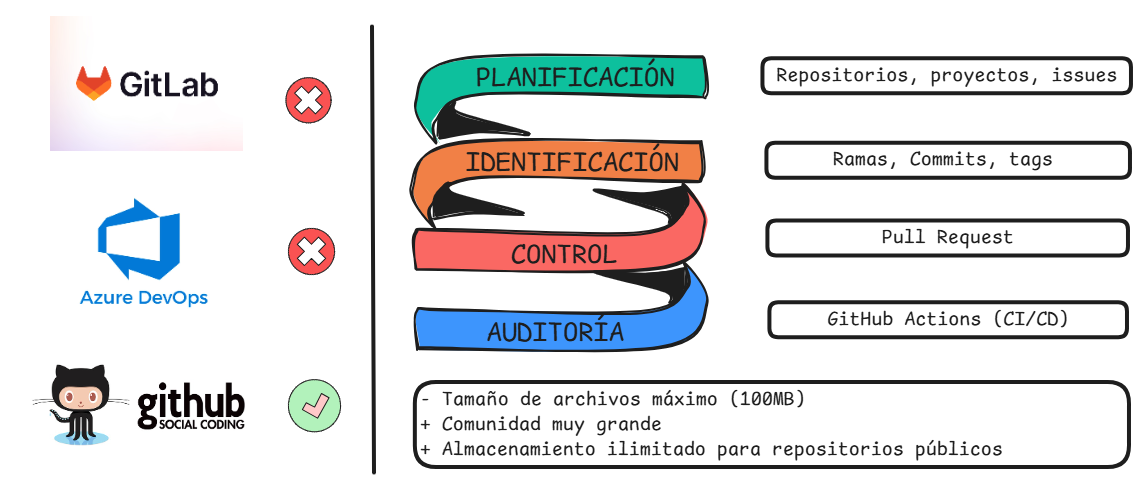 GitLab
Azure DevOps
github
SOCIAL CODING
PLANIFICACIÓN
Repositorios, proyectos, issues
IDENTIFICACIÓN
Ramas, Commits, tags
CONTROL
Pull Request
AUDITORÍA
GitHub Actions (CI/CD)
- Tamaño de archivos máximo (100MB)
+ Comunidad muy grande
+ Almacenamiento ilimitado para repositorios públicos